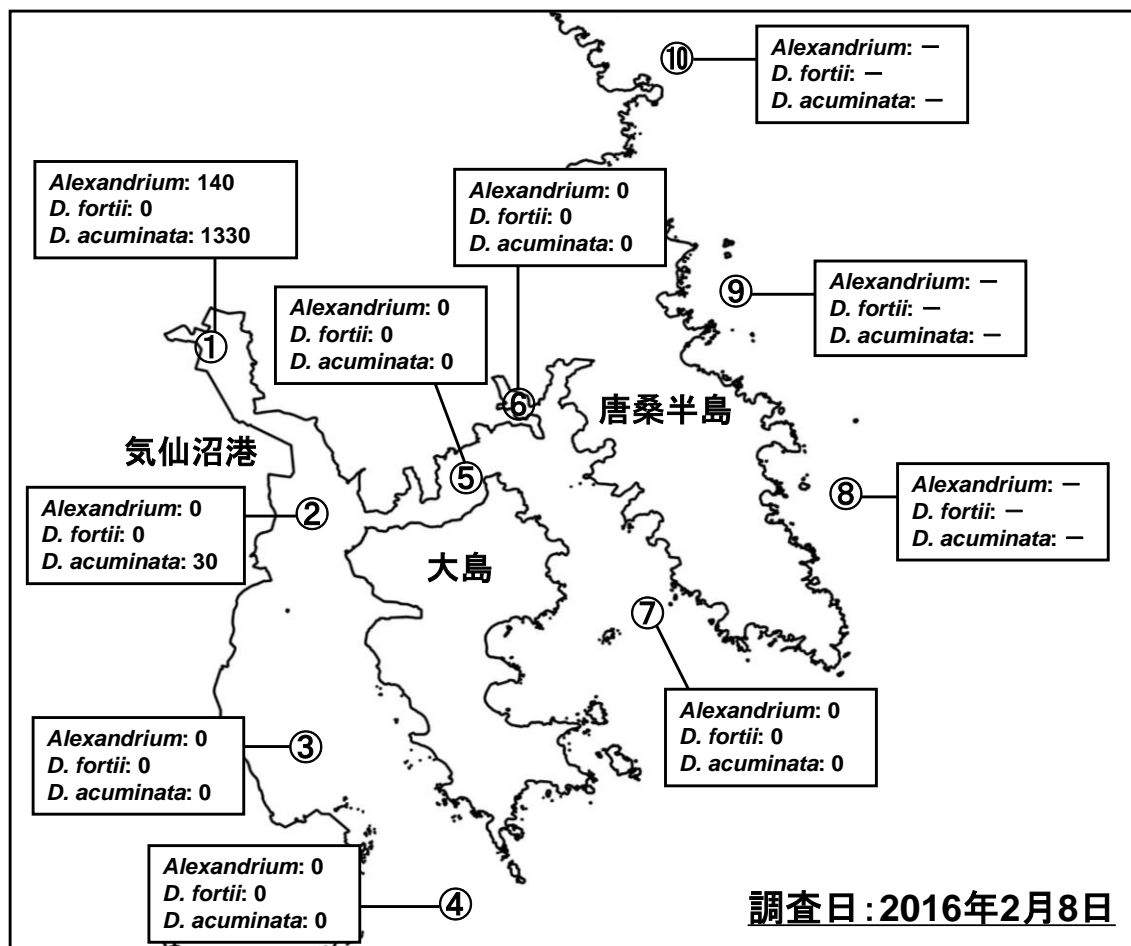 ⑩
Alexandrium: －
D. fortii: －
D. acuminata: －
Alexandrium: 140
D. fortii: 0
D. acuminata: 1330
Alexandrium: 0
D. fortii: 0
D. acuminata: 0
⑨
Alexandrium: －
D. fortii: －
D. acuminata: －
①
Alexandrium: 0
D. fortii: 0
D. acuminata: 0
⑥
唐桑半島
気仙沼港
⑤
②
Alexandrium: 0
D. fortii: 0
D. acuminata: 30
⑧
Alexandrium: －
D. fortii: －
D. acuminata: －
大島
⑦
Alexandrium: 0
D. fortii: 0
D. acuminata: 0
③
Alexandrium: 0
D. fortii: 0
D. acuminata: 0
④
Alexandrium: 0
D. fortii: 0
D. acuminata: 0
調査日：2016年2月8日